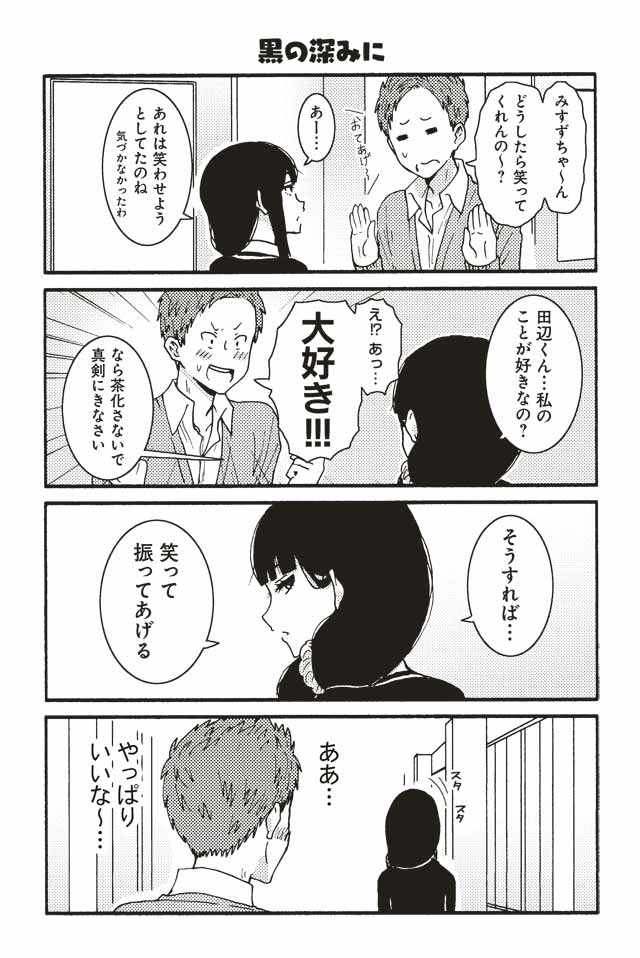 黒の深みに
みすずちゃ〜ん
どうしたら笑って
くれんの〜?
おてあげ〜
あー…
あれは笑わせよう
としてたのね
気づかなかったわ
田辺くん…私の
ことが好きなの?
え!?あっ…
大好き!!!
なら茶化さないで
真剣にきなさい
そうすれば…
笑って
振ってあげる
スタ
スタ
ああ…
やっぱり
いいな〜…